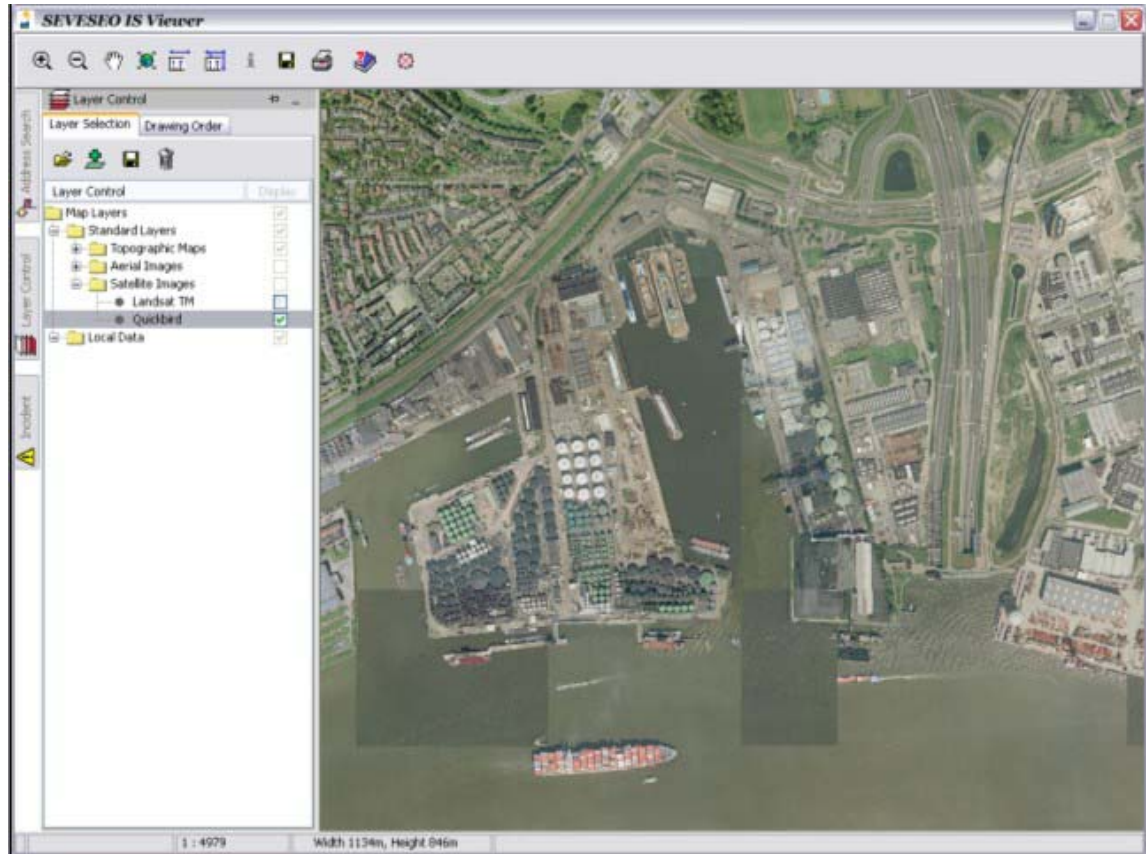 SEVESEO IS Viewer
Layer Control
Layer Selection
Drawing Order
Layer Control
Display
Map Layers
Standard Layers
Topographic Maps
Aerial Images
Satellite Images
Landsat TM
Quickbird
Local Data
Address Search
Layer Control
Incident
1 : 4979
Width 1134m, Height 846m